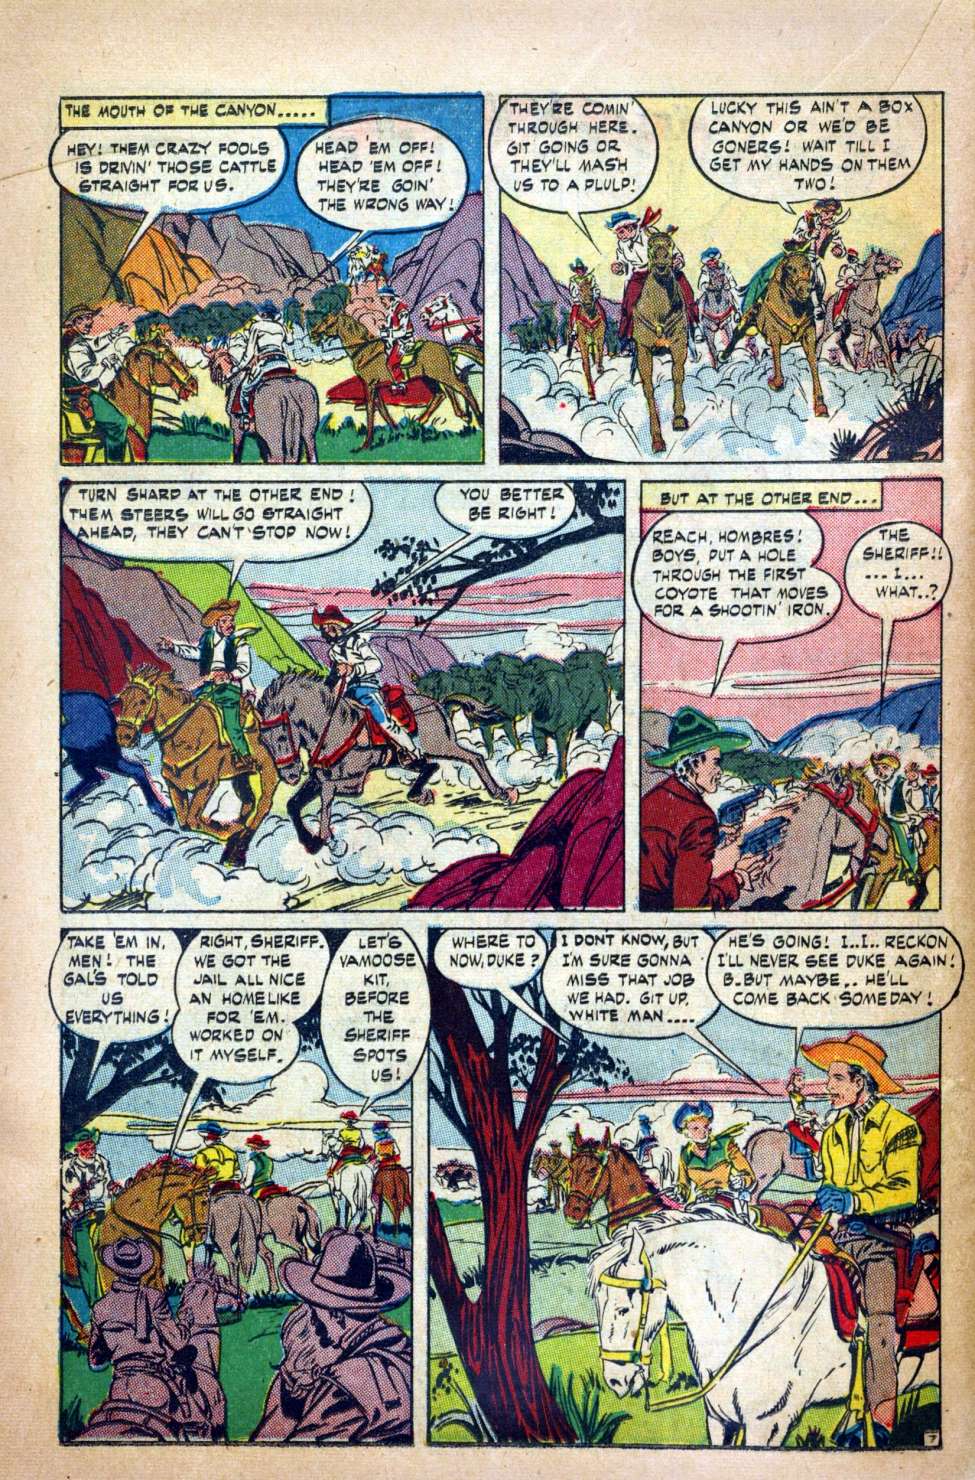 THE MOUTH OF THE CANYON.....
HEY! THEM CRAZY FOOLS
IS DRIVIN' THOSE CATTLE
STRAIGHT FOR US.
HEAD 'EM OFF!
HEAD 'EM OFF!
THEY'RE GOIN'
THE WRONG WAY!
THEY'RE COMIN'
THROUGH HERE.
GIT GOING OR
THEY'LL MASH
US TO A PLULP!
LUCKY THIS AIN'T A BOX
CANYON OR WE'D BE
GONERS! WAIT TILL I
GET MY HANDS ON THEM
TWO!
TURN SHARP AT THE OTHER END!
THEM STEERS WILL GO STRAIGHT
AHEAD, THEY CAN'T STOP NOW!
YOU BETTER
BE RIGHT!
BUT AT THE OTHER END...
REACH, HOMBRES!
BOYS, PUT A HOLE
THROUGH THE FIRST
COYOTE THAT MOVES
FOR A SHOOTIN' IRON.
THE
SHERIFF!!
...I...
WHAT..?
TAKE 'EM IN,
MEN! THE
GAL'S TOLD
US
EVERYTHING!
RIGHT, SHERIFF.
WE GOT THE
JAIL ALL NICE
AN HOMELIKE
FOR 'EM.
WORKED ON
IT MYSELF.
LET'S
VAMOOSE
KIT,
BEFORE
THE
SHERIFF
SPOTS
US!
WHERE TO
NOW, DUKE?
I DON'T KNOW, BUT
I'M SURE GONNA
MISS THAT JOB
WE HAD. GIT UP,
WHITE MAN....
HE'S GOING! I..I.. RECKON
I'LL NEVER SEE DUKE AGAIN!
B..BUT MAYBE.. HE'LL
COME BACK SOMEDAY!
7